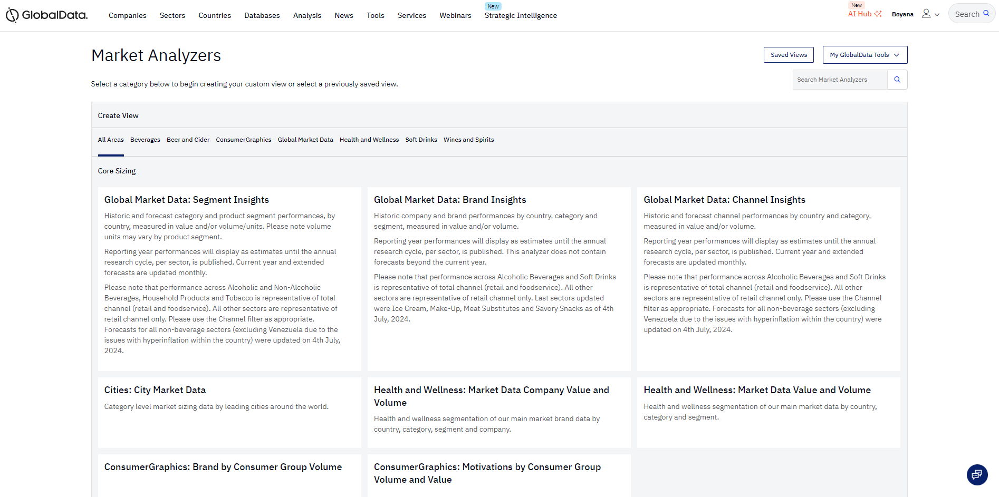 GlobalData.
Companies
Sectors
Countries
Databases
Analysis
News
Tools
Services
Webinars
New
Strategic Intelligence
New
AI Hub
Boyana
Search
Market Analyzers
Saved Views
My GlobalData Tools
Select a category below to begin creating your custom view or select a previously saved view.
Search Market Analyzers
Create View
All Areas
Beverages
Beer and Cider
ConsumerGraphics
Global Market Data
Health and Wellness
Soft Drinks
Wines and Spirits
Core Sizing
Global Market Data: Segment Insights
Historic and forecast category and product segment performances, by
country, measured in value and/or volume/units. Please note volume
units may vary by product segment.
Reporting year performances will display as estimates until the annual
research cycle, per sector, is published. Current year and extended
forecasts are updated monthly.
Please note that performance across Alcoholic and Non-Alcoholic
Beverages, Household Products and Tobacco is representative of total
channel (retail and foodservice). All other sectors are representative of
retail channel only. Please use the Channel filter as appropriate.
Forecasts for all non-beverage sectors (excluding Venezuela due to the
issues with hyperinflation within the country) were updated on 4th July,
2024.
Global Market Data: Brand Insights
Historic company and brand performances by country, category and
segment, measured in value and/or volume.
Reporting year performances will display as estimates until the annual
research cycle, per sector, is published. This analyzer does not contain
forecasts beyond the current year.
Please note that performance across Alcoholic Beverages and Soft Drinks
is representative of total channel (retail and foodservice). All other
sectors are representative of retail channel only. Last sectors updated
were Ice Cream, Make-Up, Meat Substitutes and Savory Snacks as of 4th
July, 2024.
Global Market Data: Channel Insights
Historic and forecast channel performances by country and category,
measured in value and/or volume.
Reporting year performances will display as estimates until the annual
research cycle, per sector, is published. Current year and extended
forecasts are updated monthly.
Please note that performance across Alcoholic Beverages and Soft Drinks
is representative of total channel (retail and foodservice). All other
sectors are representative of retail channel only. Please use the Channel
filter as appropriate. Forecasts for all non-beverage sectors (excluding
Venezuela due to the issues with hyperinflation within the country) were
updated on 4th July, 2024.
Cities: City Market Data
Category level market sizing data by leading cities around the world.
Health and Wellness: Market Data Company Value and
Volume
Health and wellness segmentation of our main market brand data by
country, category, segment and company.
Health and Wellness: Market Data Value and Volume
Health and wellness segmentation of our main market data by country,
category and segment.
ConsumerGraphics: Brand by Consumer Group Volume
ConsumerGraphics: Motivations by Consumer Group
Volume and Value